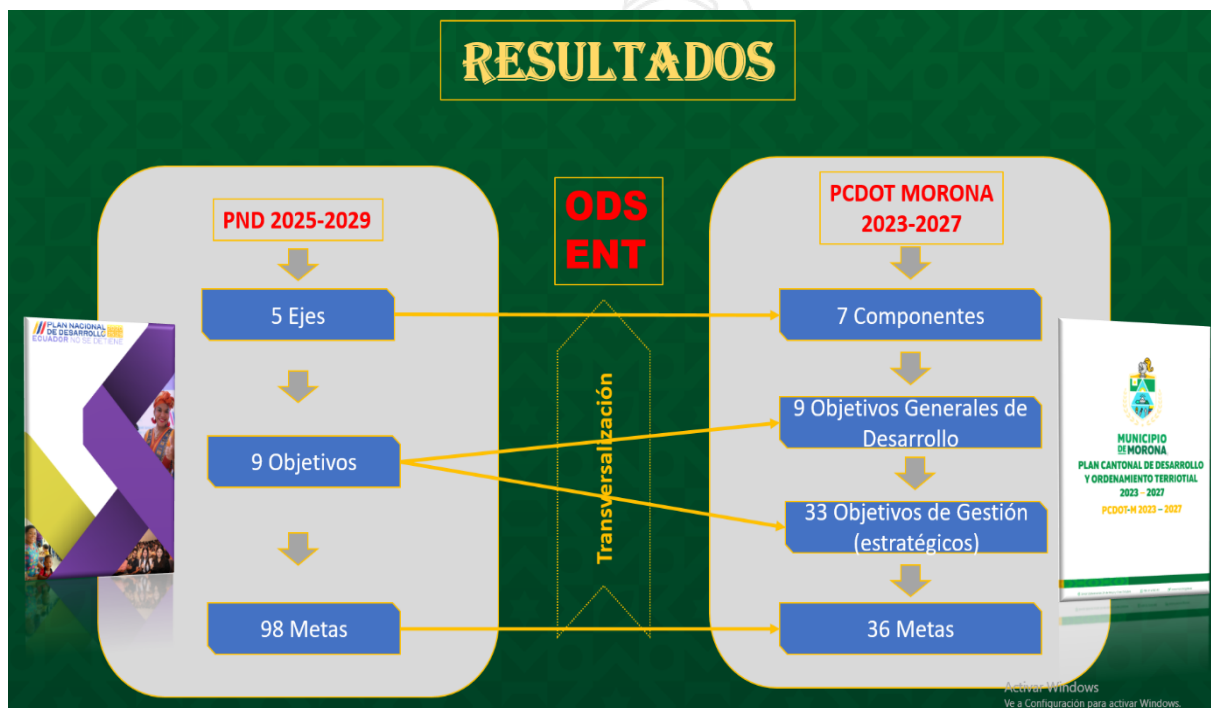 RESULTADOS
PND 2025-2029
5 Ejes
9 Objetivos
98 Metas
ODS
ENT
Transversalización
PCDOT MORONA
2023-2027
7 Componentes
9 Objetivos Generales de
Desarrollo
33 Objetivos de Gestión
(estratégicos)
36 Metas
PLAN NACIONAL
DE DESARROLLO
ECUADOR NO SE DETIENE
MUNICIPIO
DE MORONA
PLAN CANTONAL DE DESARROLLO
Y ORDENAMIENTO TERRIOTIAL
2023 – 2027
PCDOT-M 2023 – 2027
Activar Windows
Ve a Configuración para activar Windows.